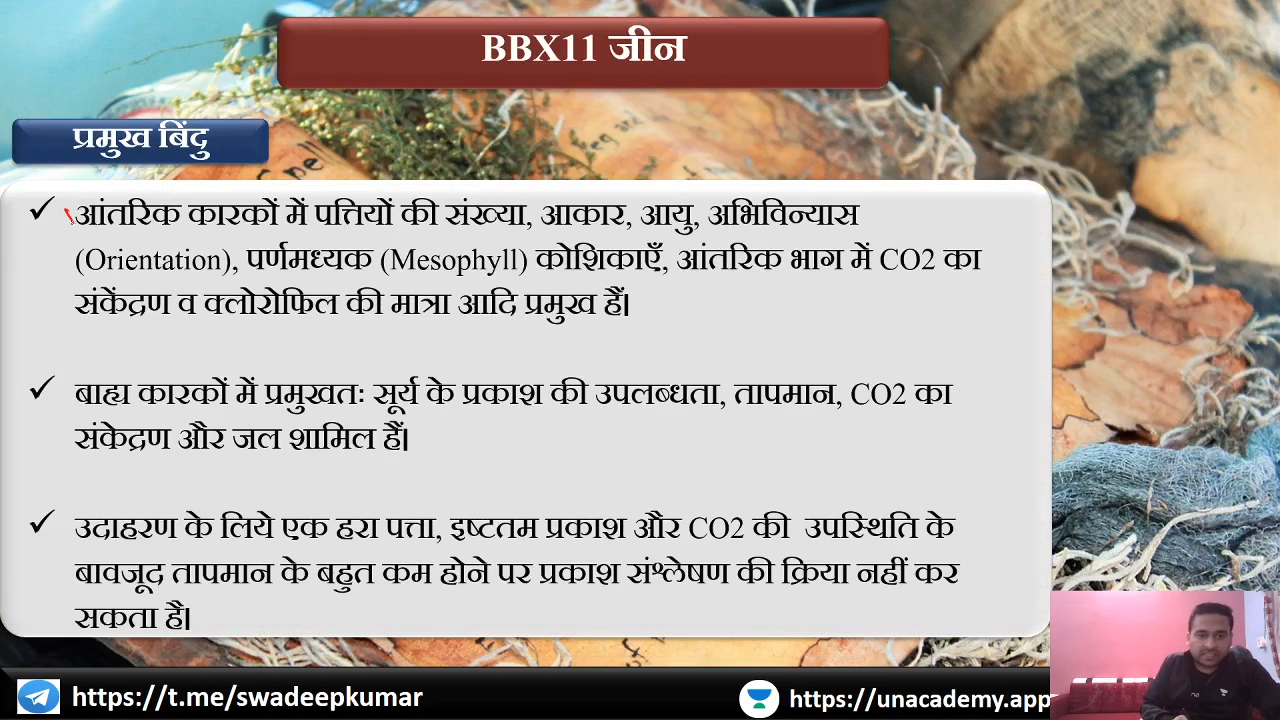 BBX11 जीन
प्रमुख बिंदु
आंतरिक कारकों में पत्तियों की संख्या, आकार, आयु, अभिविन्यास
(Orientation), पर्णमध्यक (Mesophyll) कोशिकाएँ, आंतरिक भाग में CO2 का
संकेंद्रण व क्लोरोफिल की मात्रा आदि प्रमुख हैं।
बाह्य कारकों में प्रमुखतः सूर्य के प्रकाश की उपलब्धता, तापमान, CO2 का
संकेद्रण और जल शामिल हैं।
उदाहरण के लिये एक हरा पत्ता, इष्टतम प्रकाश और CO2 की उपस्थिति के
बावजूद तापमान के बहुत कम होने पर प्रकाश संश्लेषण की क्रिया नहीं कर
सकता है।
https://t.me/swadeepkumar
https://unacademy.app